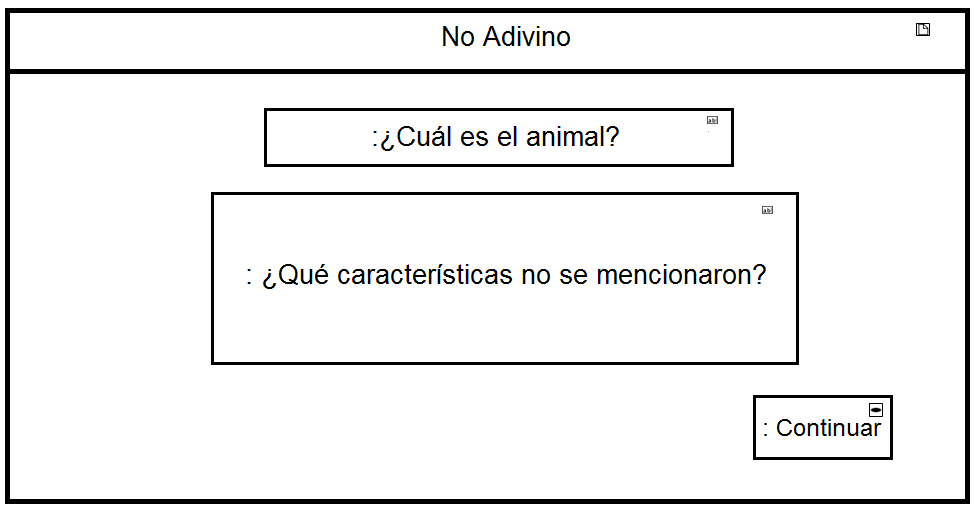 No Adivino
:¿Cuál es el animal?
: ¿Qué características no se mencionaron?
: Continuar